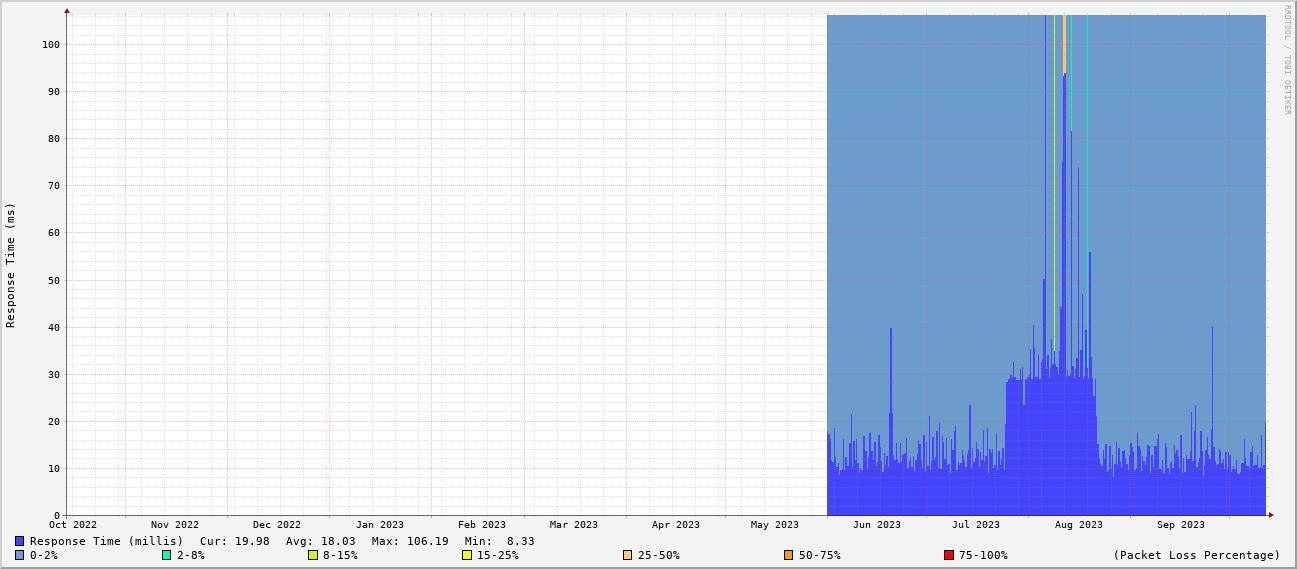 RRDTOOL / TOBI OETIKER
Response Time (ms)
100
90
80
70
60
50
40
30
20
10
0
Oct 2022 Nov 2022 Dec 2022 Jan 2023 Feb 2023 Mar 2023 Apr 2023 May 2023 Jun 2023 Jul 2023 Aug 2023 Sep 2023
Response Time (millis) Cur: 19.98 Avg: 18.03 Max: 106.19 Min: 8.33
0-2% 2-8% 8-15% 15-25% 25-50% 50-75% 75-100% (Packet Loss Percentage)